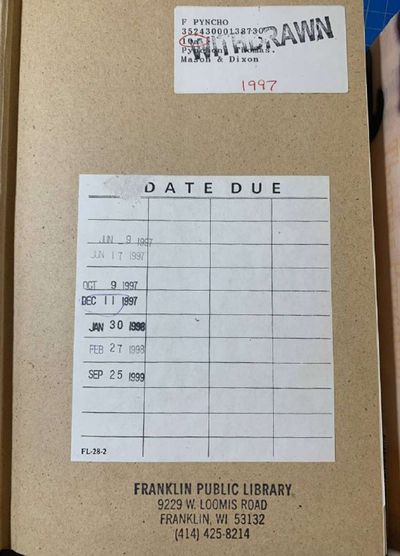 F PYNCHO
35243000138730
WITHDRAWN
Pynchon, Thomas.
Mason & Dixon
1997
DATE DUE
JUN 9 1997
JUN 17 1997
OCT 9 1997
DEC 11 1997
JAN 30 1998
FEB 27 1998
SEP 25 1999
FL-28-2
FRANKLIN PUBLIC LIBRARY
9229 W. LOOMIS ROAD
FRANKLIN, WI 53132
(414) 425-8214